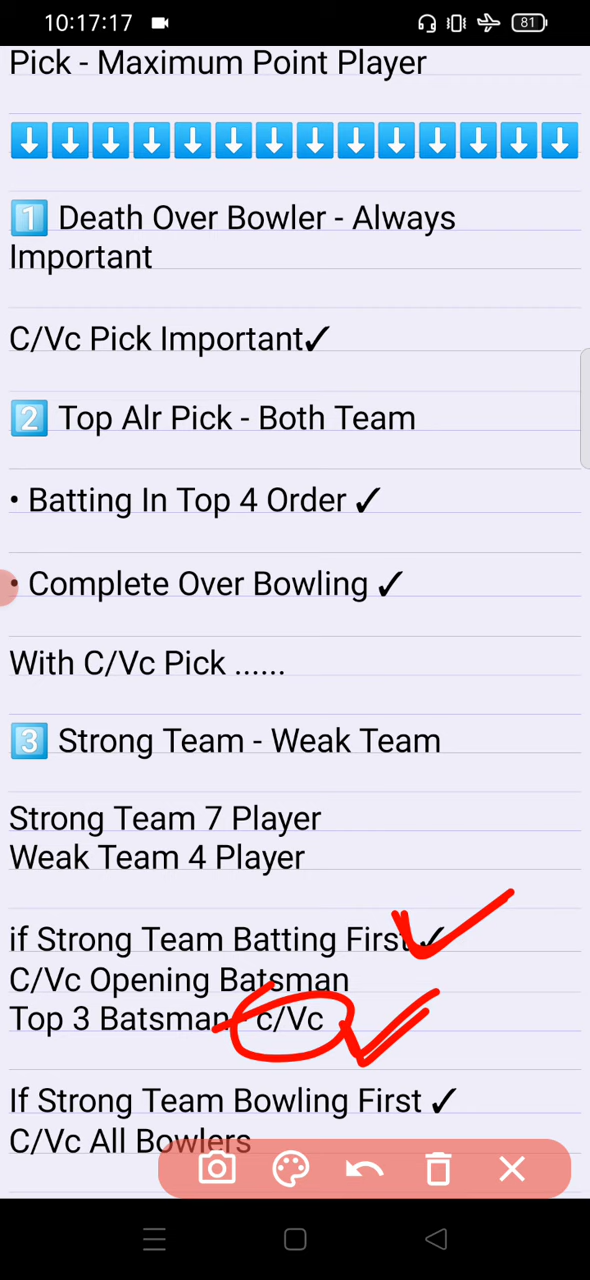 10:17:17
81
Pick - Maximum Point Player
1 Death Over Bowler - Always
Important
C/Vc Pick Important✓
2 Top Alr Pick - Both Team
• Batting In Top 4 Order ✓
• Complete Over Bowling ✓
With C/Vc Pick ......
3 Strong Team - Weak Team
Strong Team 7 Player
Weak Team 4 Player
if Strong Team Batting First ✓
C/Vc Opening Batsman
Top 3 Batsman - c/Vc
If Strong Team Bowling First ✓
C/Vc All Bowlers